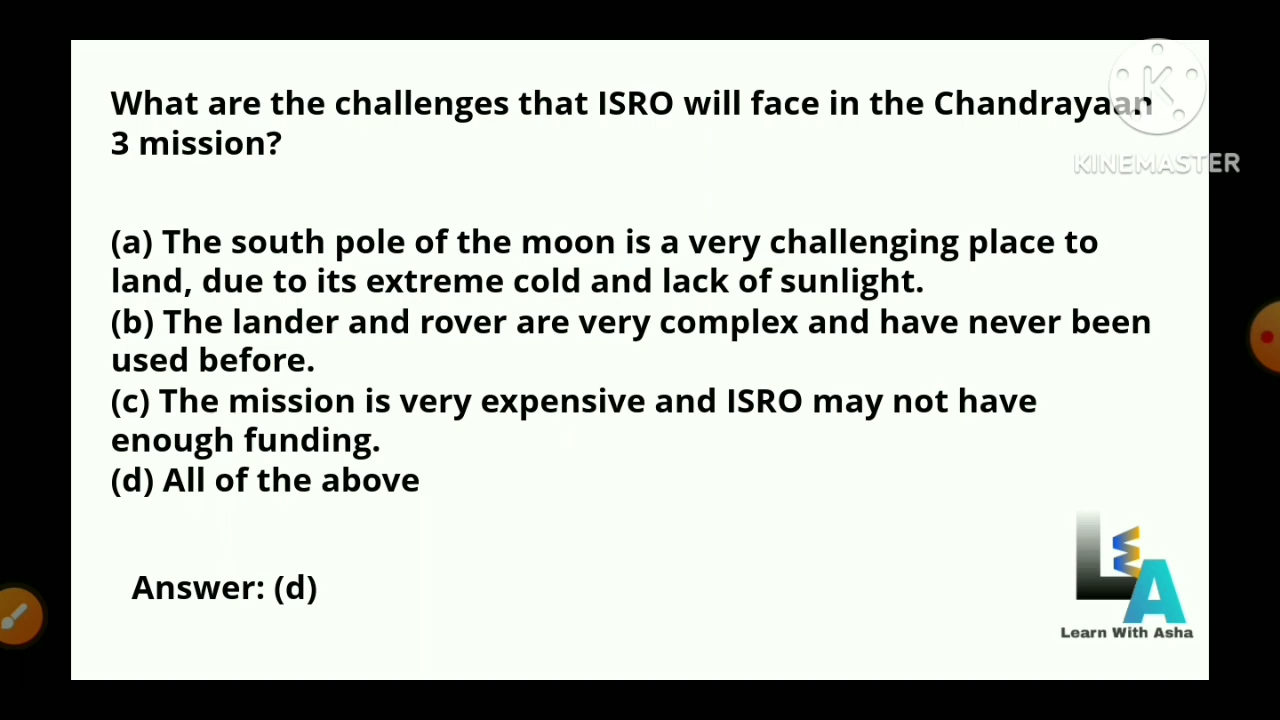 What are the challenges that ISRO will face in the Chandrayaan
3 mission?
KINEMASTER
(a) The south pole of the moon is a very challenging place to
land, due to its extreme cold and lack of sunlight.
(b) The lander and rover are very complex and have never been
used before.
(c) The mission is very expensive and ISRO may not have
enough funding.
(d) All of the above
Answer: (d)
LEA
Learn With Asha